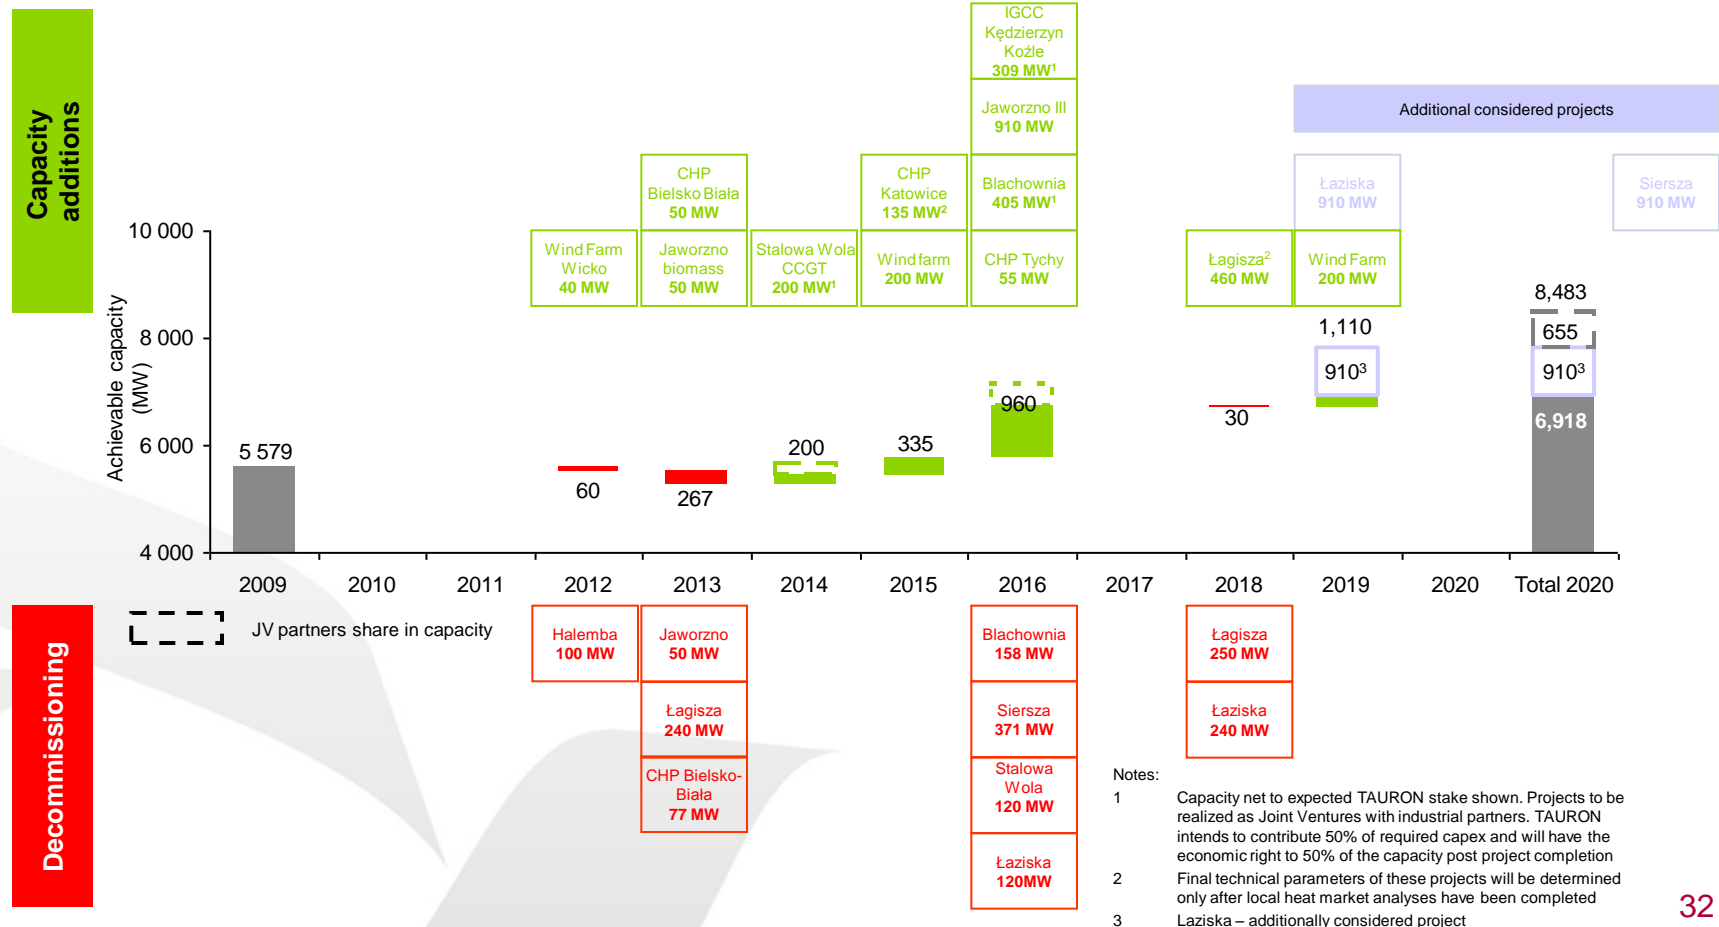 Capacity
additions
IGCC
Kędzierzyn
Koźle
309 MW¹
Jaworzno III
910 MW
Additional considered projects
CHP
Bielsko Biała
50 MW
CHP
Katowice
135 MW²
Blachownia
405 MW¹
Łaziska
910 MW
Siersza
910 MW
Wind Farm
Wicko
40 MW
Jaworzno
biomass
50 MW
Stalowa Wola
CCGT
200 MW¹
Wind farm
200 MW
CHP Tychy
55 MW
Łagisza²
460 MW
Wind Farm
200 MW
Achievable capacity
(MW)
10 000
8 000
6 000
4 000
5 579
60
267
200
335
960
30
1,110
910³
8,483
655
910³
6,918
2009
2010
2011
2012
2013
2014
2015
2016
2017
2018
2019
2020
Total 2020
JV partners share in capacity
Decommissioning
Halemba
100 MW
Jaworzno
50 MW
Łagisza
240 MW
CHP Bielsko-
Biała
77 MW
Blachownia
158 MW
Siersza
371 MW
Stalowa
Wola
120 MW
Łaziska
120MW
Łagisza
250 MW
Łaziska
240 MW
Notes:
1 Capacity net to expected TAURON stake shown. Projects to be
realized as Joint Ventures with industrial partners. TAURON
intends to contribute 50% of required capex and will have the
economic right to 50% of the capacity post project completion
2 Final technical parameters of these projects will be determined
only after local heat market analyses have been completed
3 Laziska – additionally considered project
32